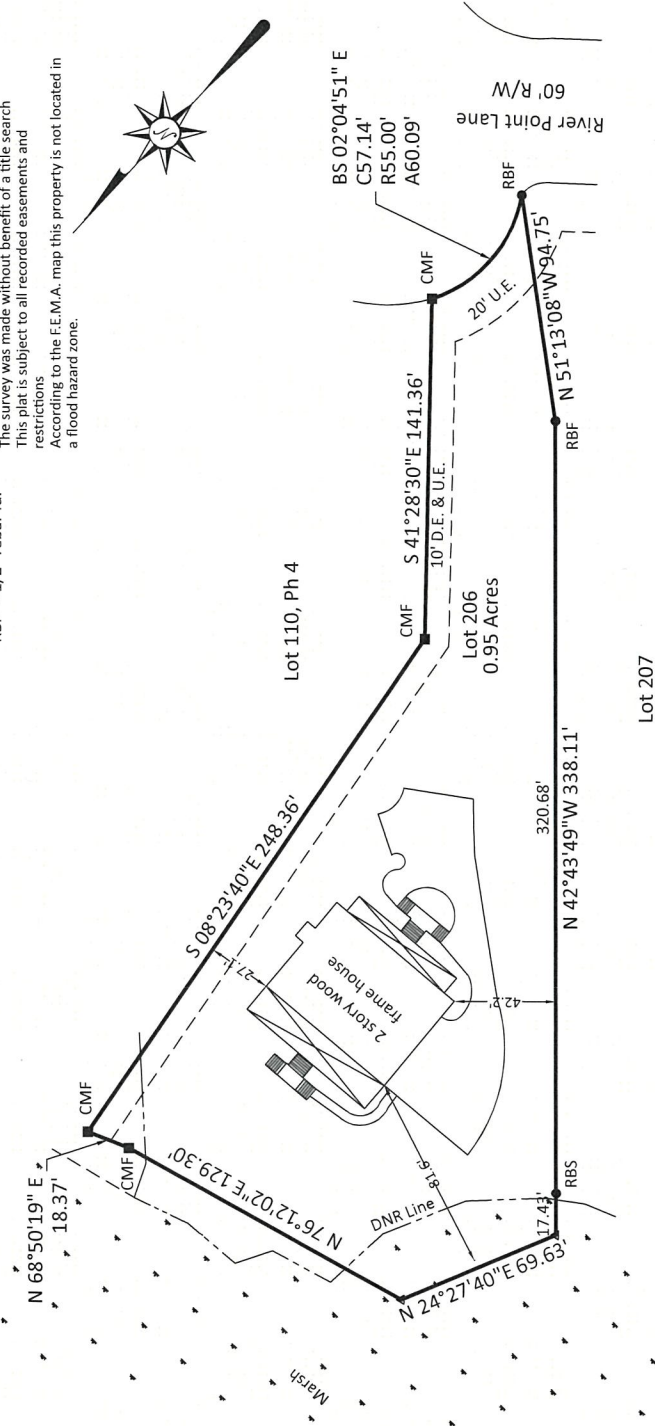 The survey was made without benefit of a title search
This plat is subject to all recorded easements and
restrictions
According to the F.E.M.A. map this property is not located in
a flood hazard zone.
N
BS 02°04'51" E
C57.14'
R55.00'
A60.09'
River Point Lane
60' R/W
CMF
RBF
20' U.E.
N 51°13'08"W 94.75'
RBF
S 41°28'30"E 141.36'
10' D.E. & U.E.
CMF
Lot 110, Ph 4
Lot 206
0.95 Acres
Lot 207
S 08°23'40"E 248.36'
27.1'
2 story wood
frame house
42.2'
320.68'
N 42°43'49"W 338.11'
CMF
N 68°50'19" E
18.37'
CMF
N 76°12'02"E 129.30'
81.6'
DNR Line
RBS
17.43'
N 24°27'40"E 69.63'
Marsh